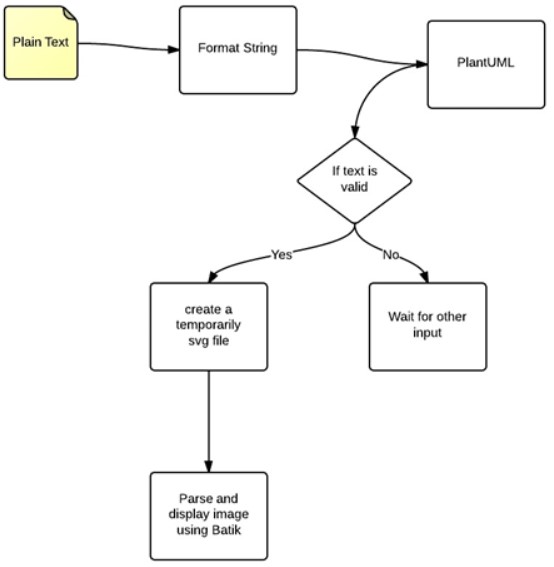 Plain Text
Format String
PlantUML
If text is
valid
Yes
No
create a
temporarily
svg file
Wait for other
input
Parse and
display image
using Batik